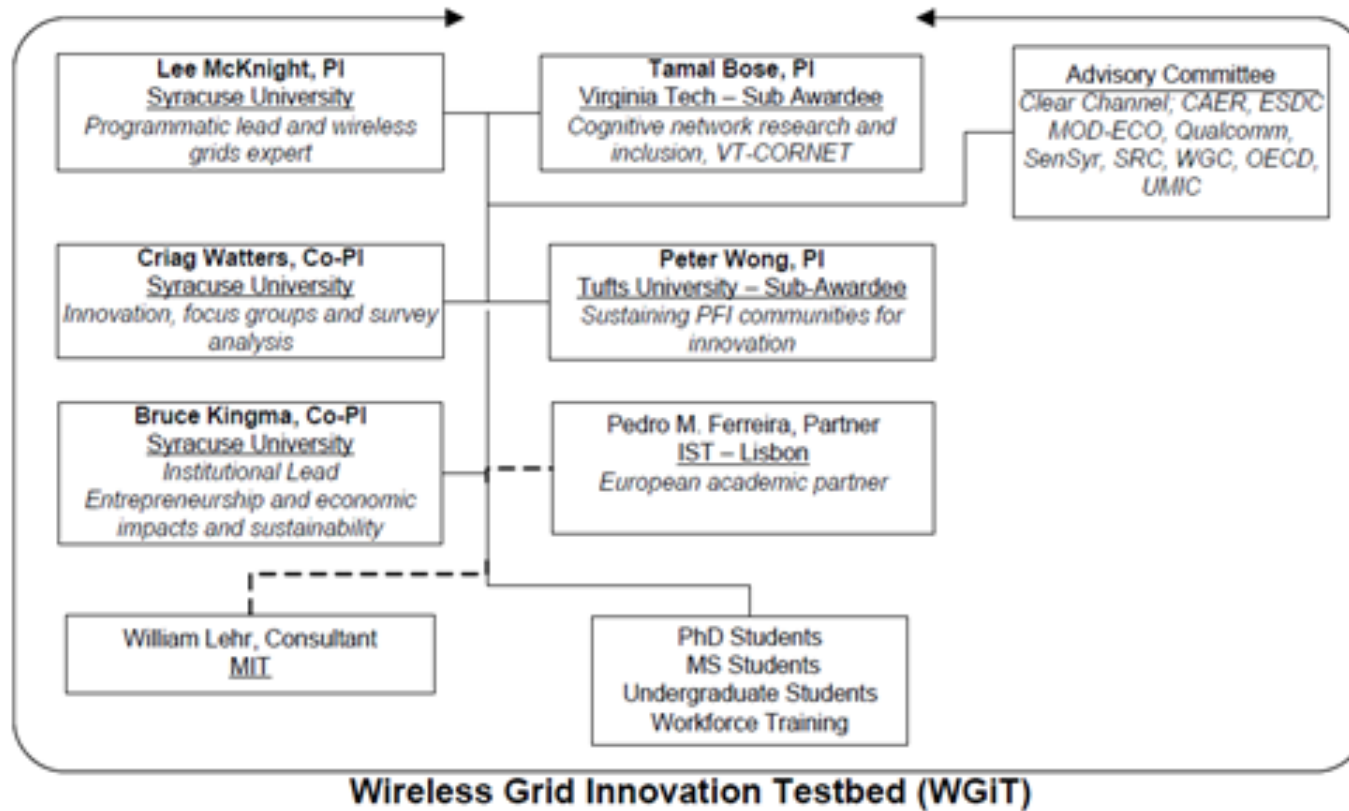 Lee McKnight, PI
Syracuse University
Programmatic lead and wireless
grids expert
Tamal Bose, PI
Virginia Tech – Sub Awardee
Cognitive network research and
inclusion, VT-CORNET
Advisory Committee
Clear Channel; CAER, ESDC
MOD-ECO, Qualcomm,
SenSyr, SRC, WGC, OECD,
UMIC
Criag Watters, Co-PI
Syracuse University
Innovation, focus groups and survey
analysis
Peter Wong, PI
Tufts University – Sub-Awardee
Sustaining PFI communities for
innovation
Bruce Kingma, Co-PI
Syracuse University
Institutional Lead
Entrepreneurship and economic
impacts and sustainability
Pedro M. Ferreira, Partner
IST – Lisbon
European academic partner
William Lehr, Consultant
MIT
PhD Students
MS Students
Undergraduate Students
Workforce Training
Wireless Grid Innovation Testbed (WGiT)